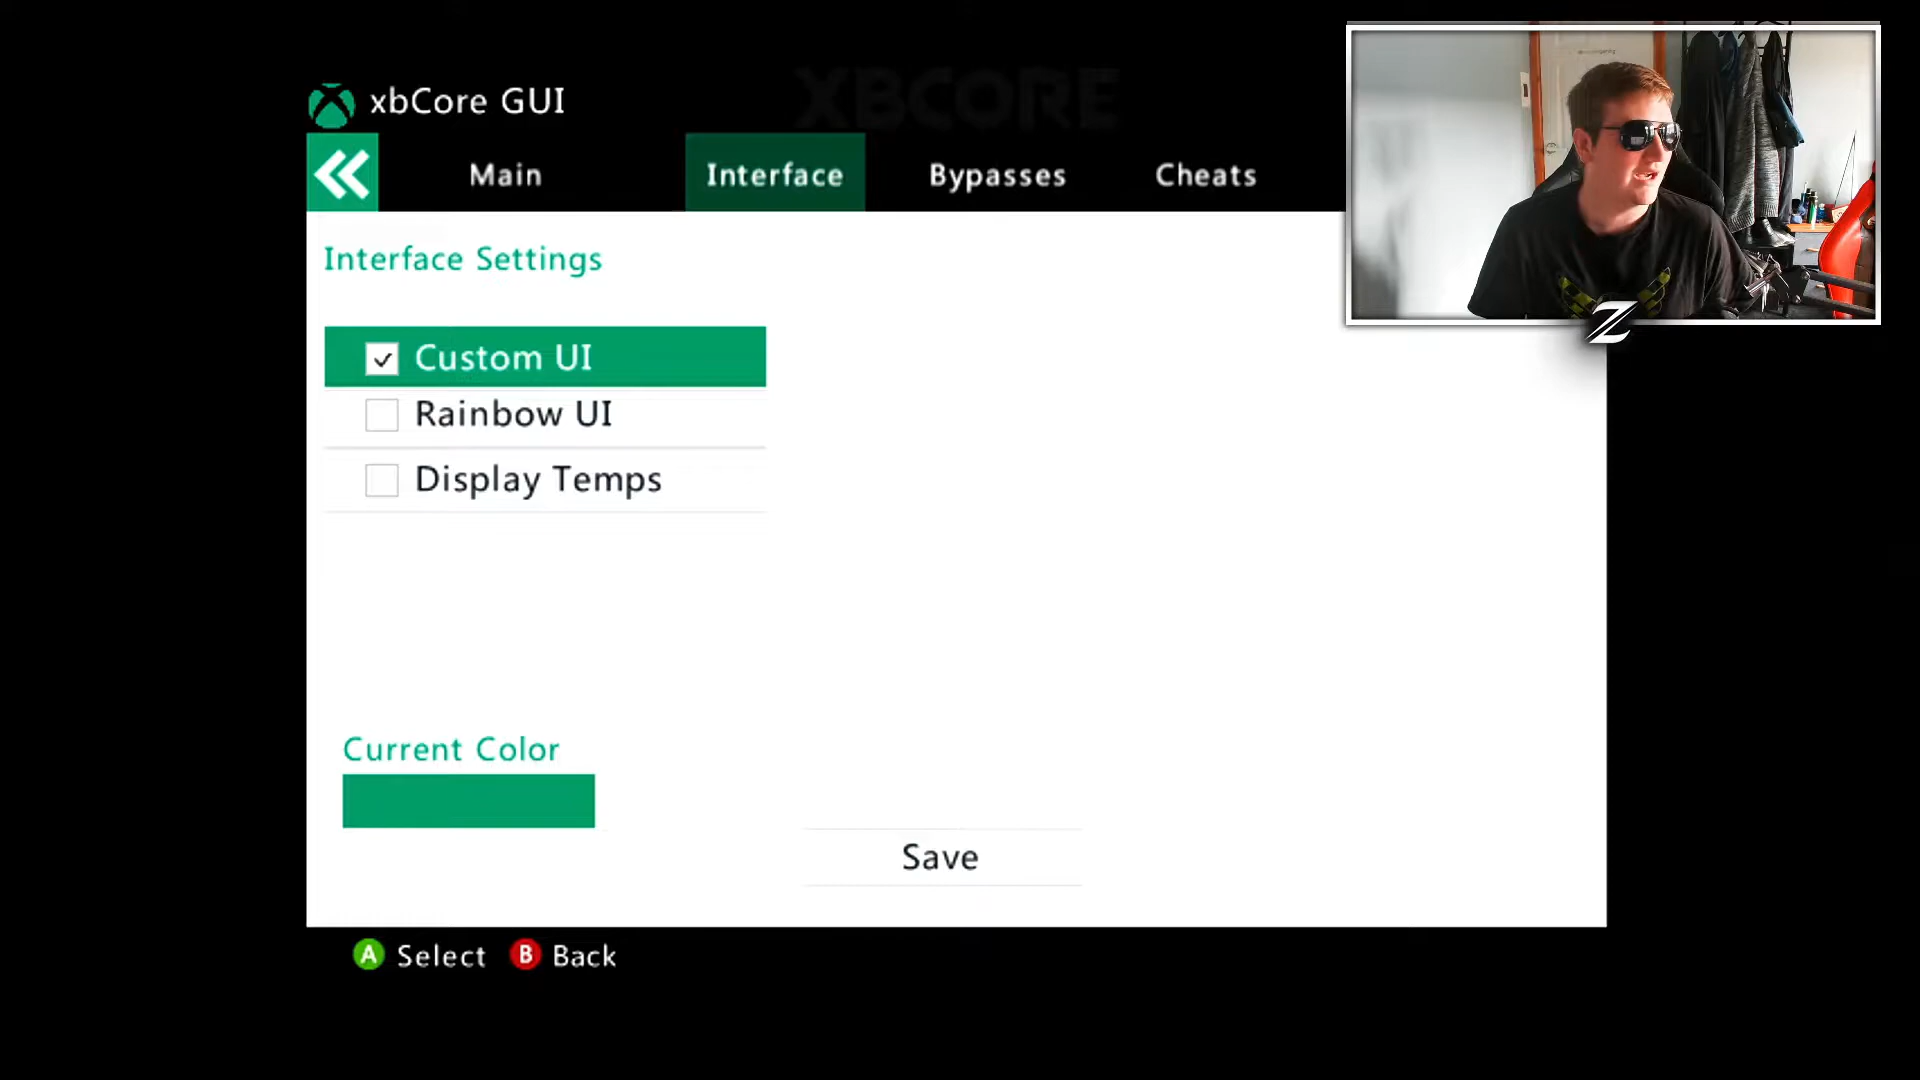 XBCORE
xbCore GUI
Main
Interface
Bypasses
Cheats
Interface Settings
Custom UI
Rainbow UI
Display Temps
Current Color
Save
A Select B Back
Z